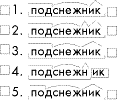 1. подснежник
2. подснежник
3. подснежник
4. подснежник
5. подснежник